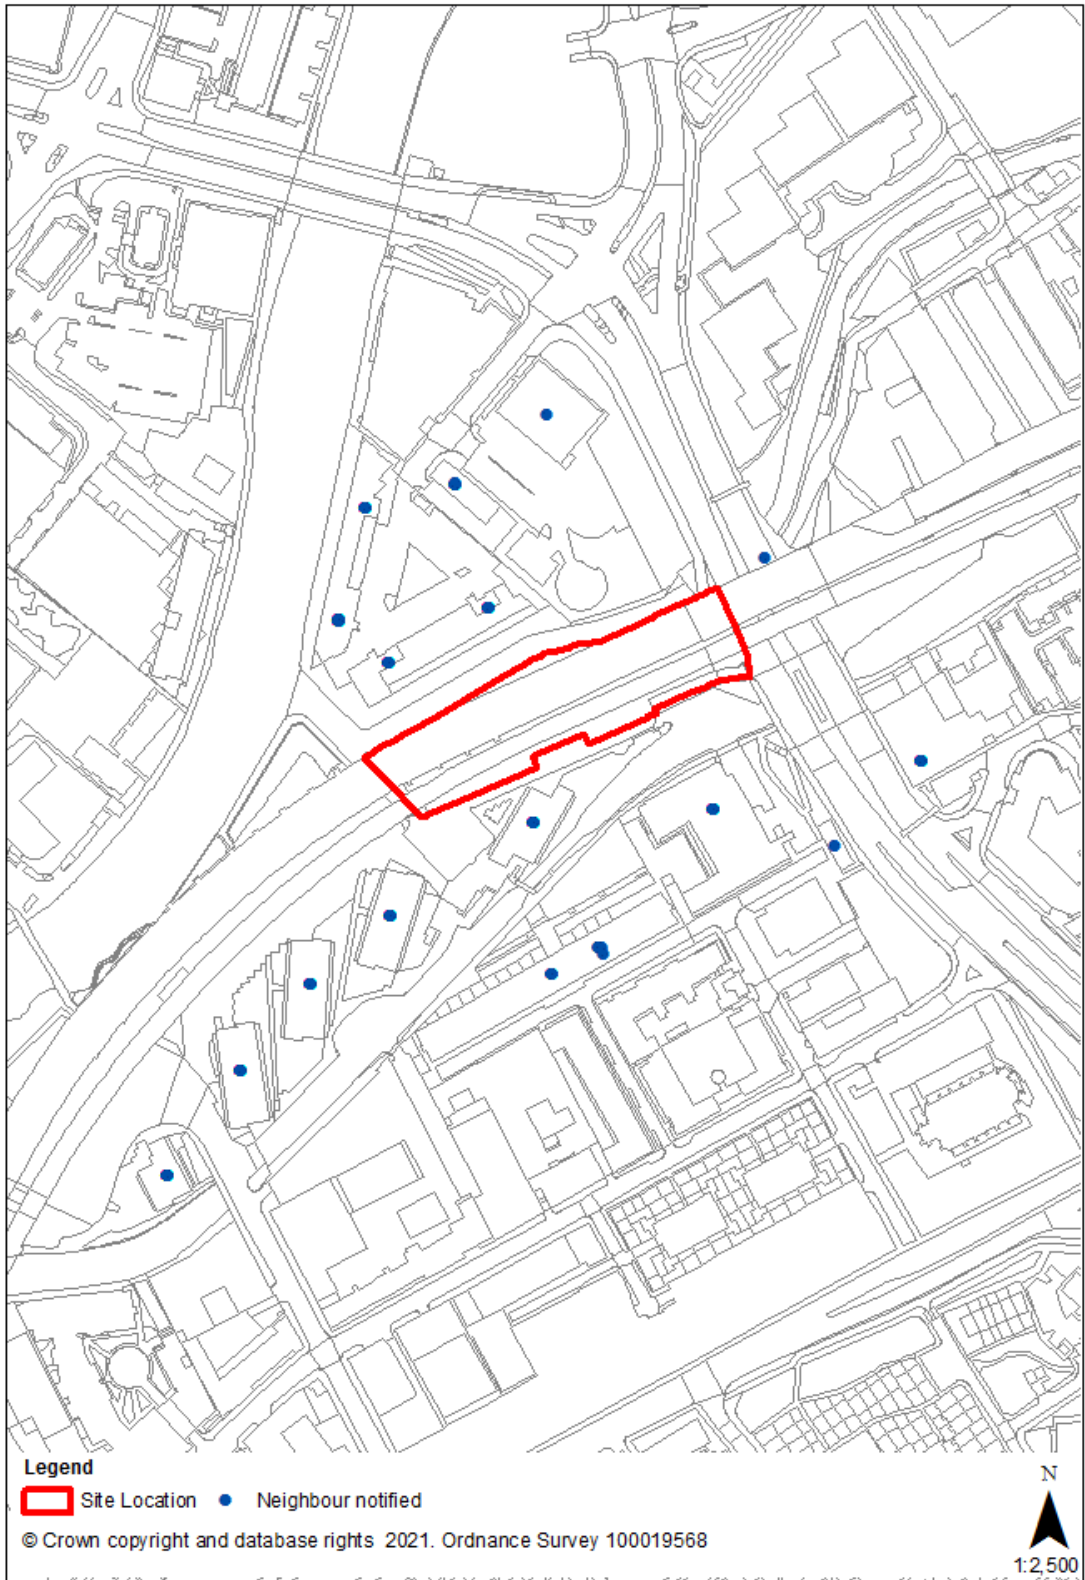 Legend
Site Location Neighbour notified
© Crown copyright and database rights 2021. Ordnance Survey 100019568
N
1:2,500